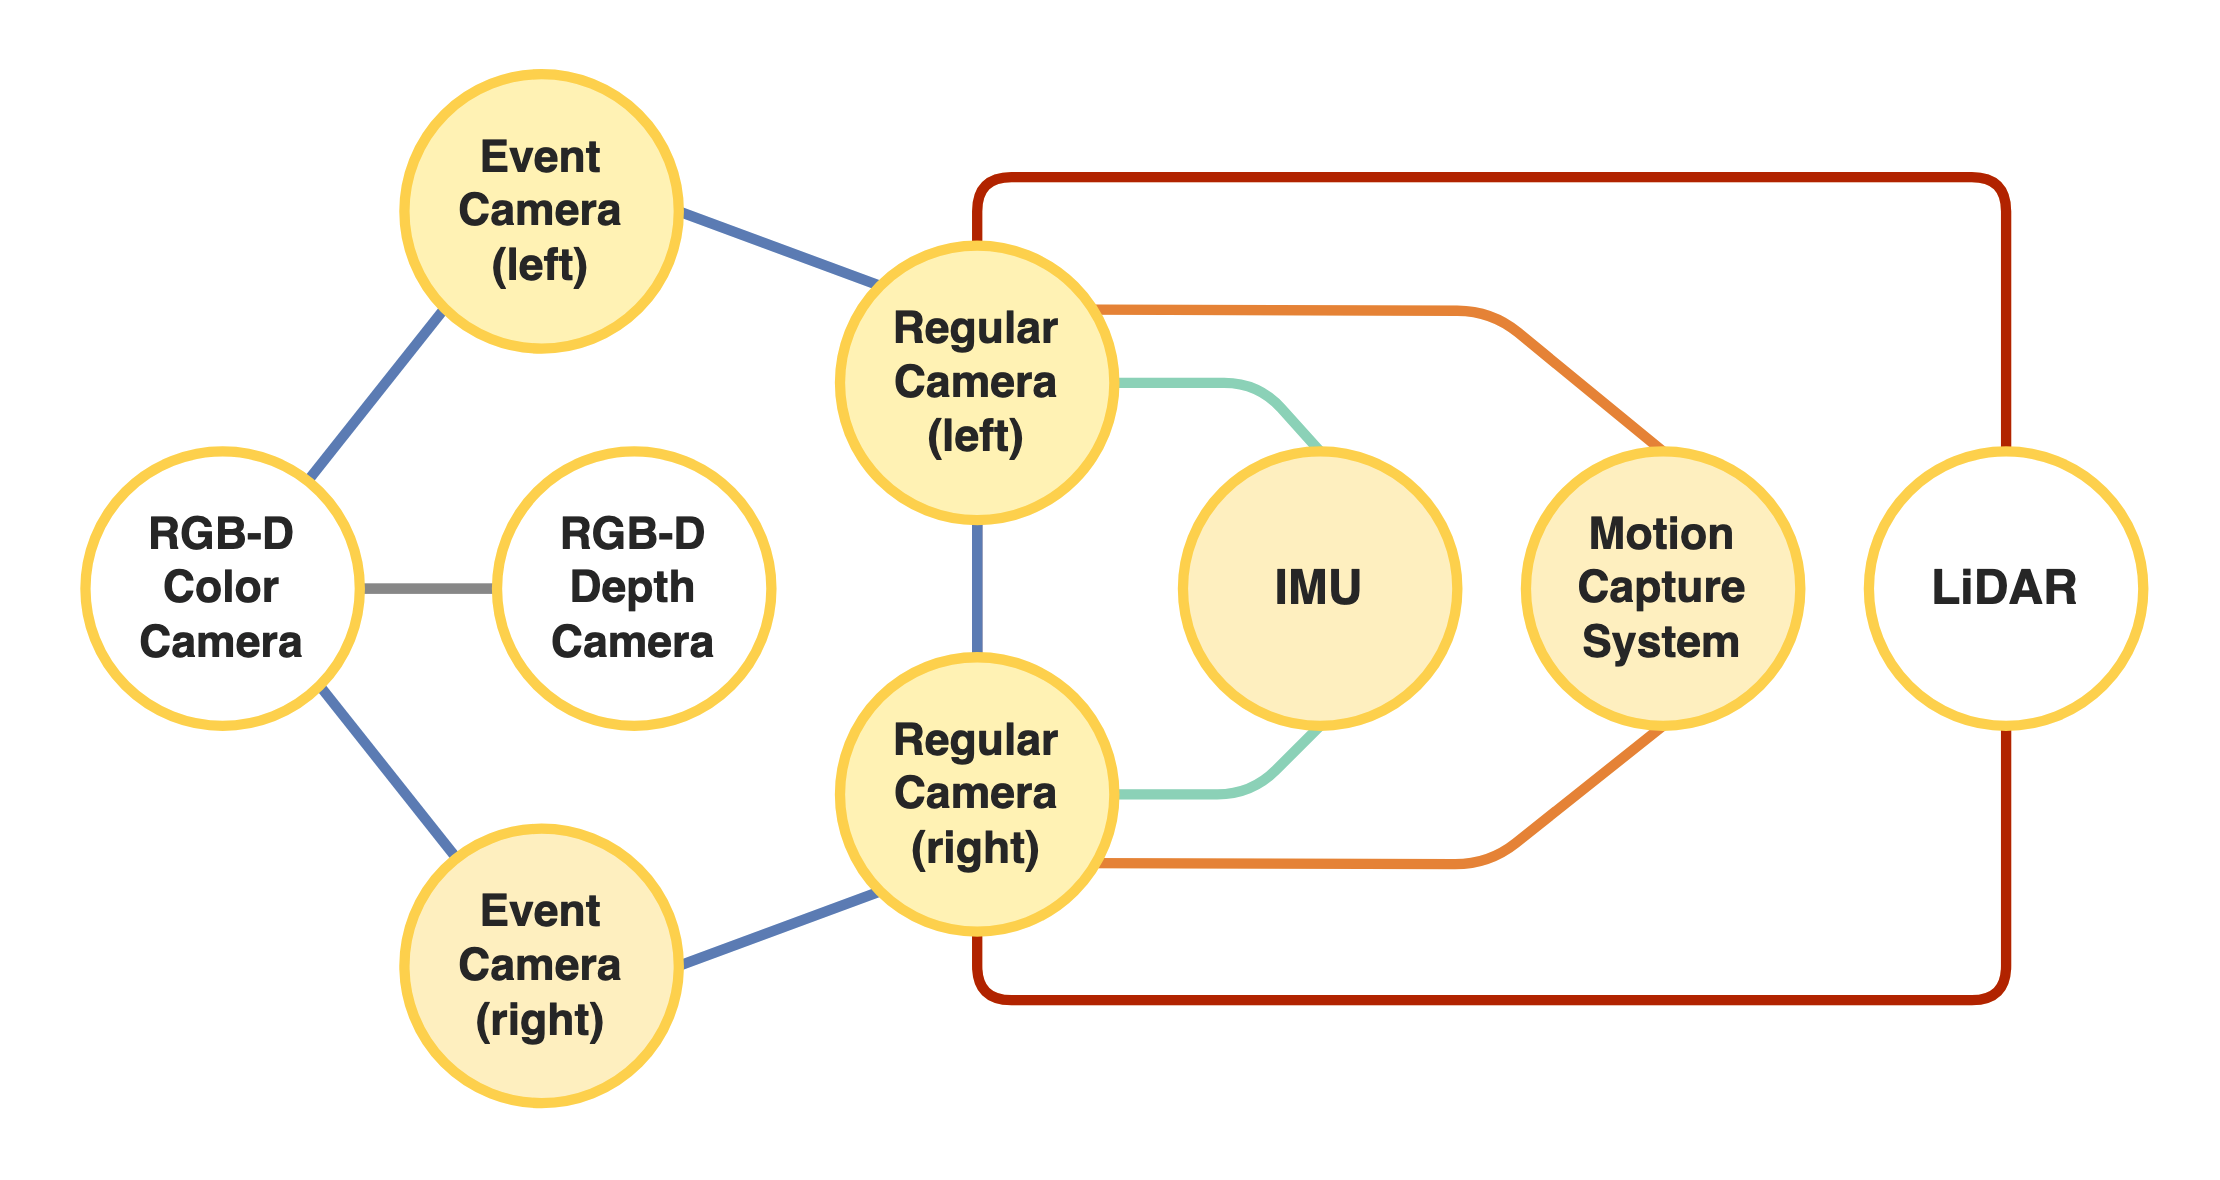 Event
Camera
(left)
Regular
Camera
(left)
RGB-D
Color
Camera
RGB-D
Depth
Camera
IMU
Motion
Capture
System
LiDAR
Regular
Camera
(right)
Event
Camera
(right)